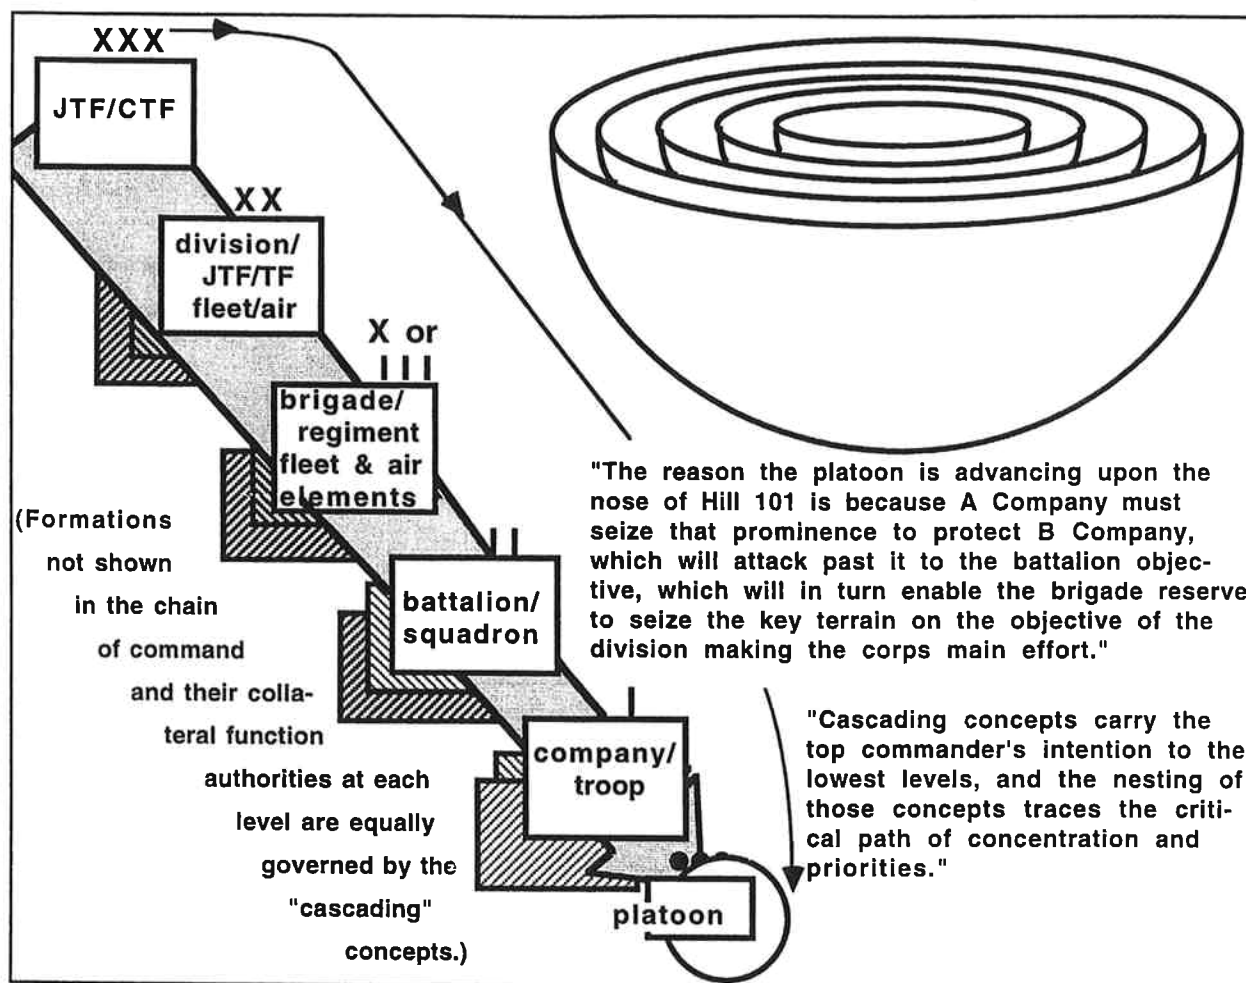 XXX
JTF/CTF
XX
division/
JTF/TF
fleet/air
X or
III
brigade/
regiment
fleet & air
elements
II
battalion/
squadron
I
company/
troop
platoon
(Formations
not shown
in the chain
of command
and their colla-
teral function
authorities at each
level are equally
governed by the
"cascading"
concepts.)
"The reason the platoon is advancing upon the
nose of Hill 101 is because A Company must
seize that prominence to protect B Company,
which will attack past it to the battalion objec-
tive, which will in turn enable the brigade reserve
to seize the key terrain on the objective of the
division making the corps main effort."
"Cascading concepts carry the
top commander's intention to the
lowest levels, and the nesting of
those concepts traces the criti-
cal path of concentration and
priorities."